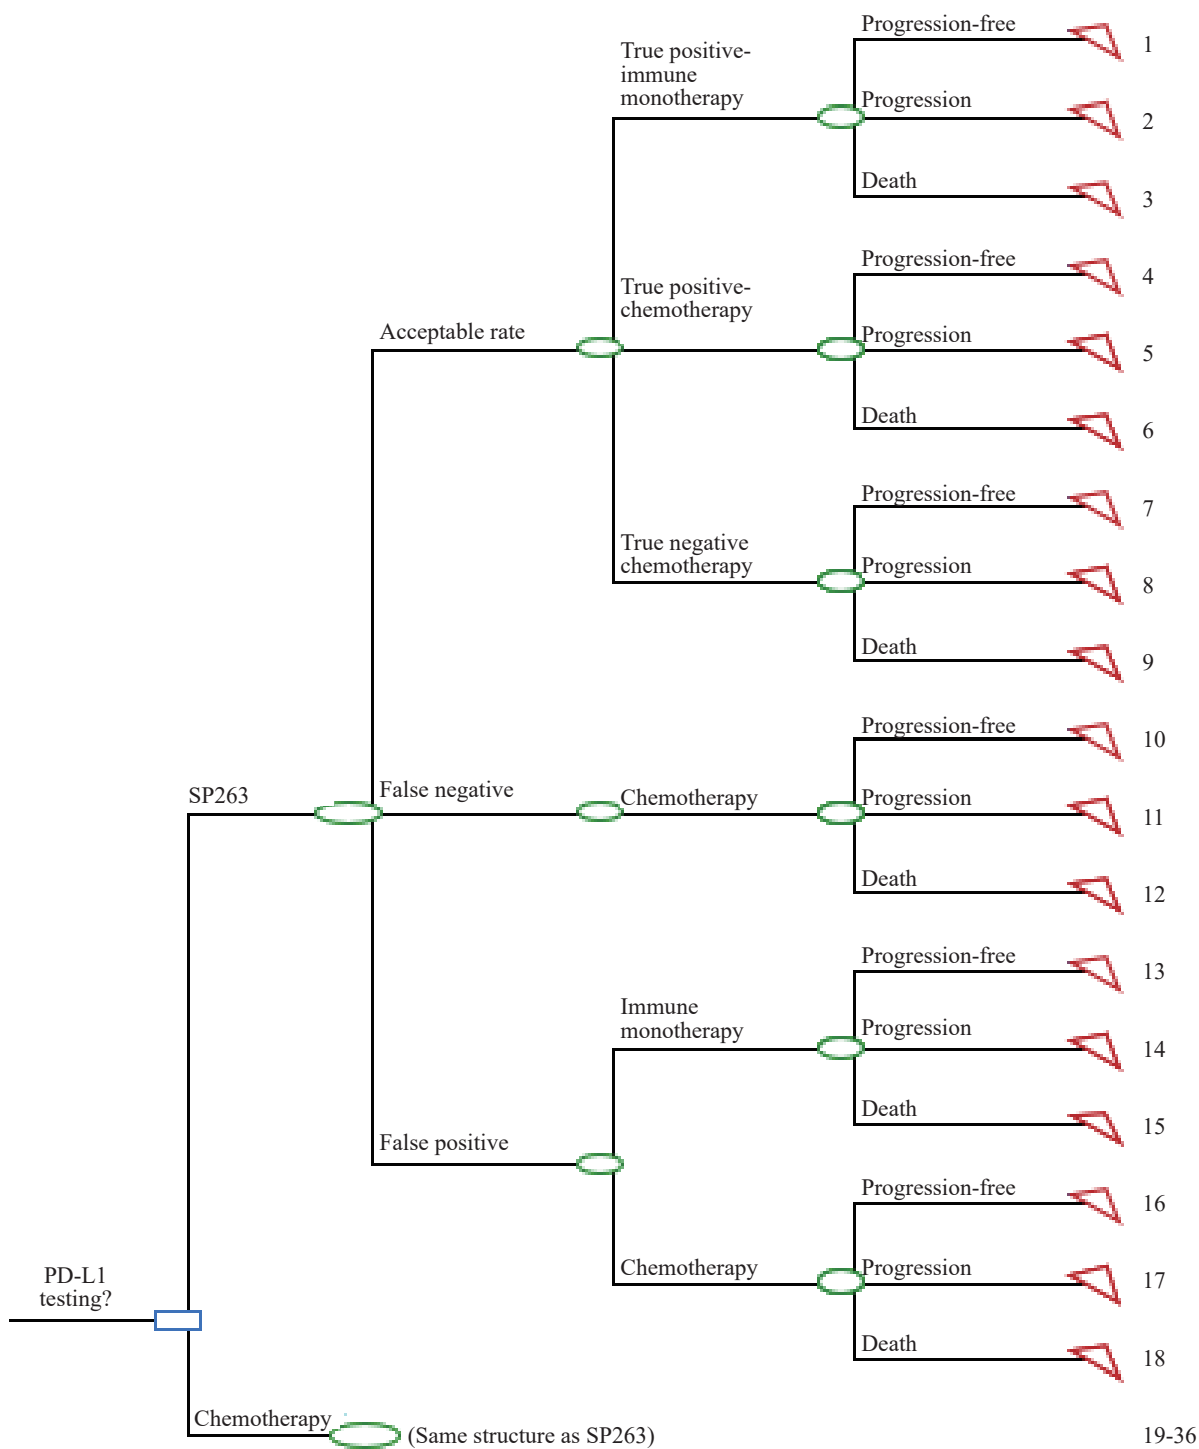 Progression-free
1
True positive-
immune
monotherapy
Progression
2
Death
3
Progression-free
4
True positive-
chemotherapy
Acceptable rate
Progression
5
Death
6
Progression-free
7
True negative
chemotherapy
Progression
8
Death
9
Progression-free
10
SP263
False negative
Chemotherapy
Progression
11
Death
12
Progression-free
13
Immune
monotherapy
Progression
14
Death
15
False positive
Progression-free
16
Chemotherapy
Progression
17
PD-L1
testing?
Death
18
Chemotherapy
(Same structure as SP263)
19-36